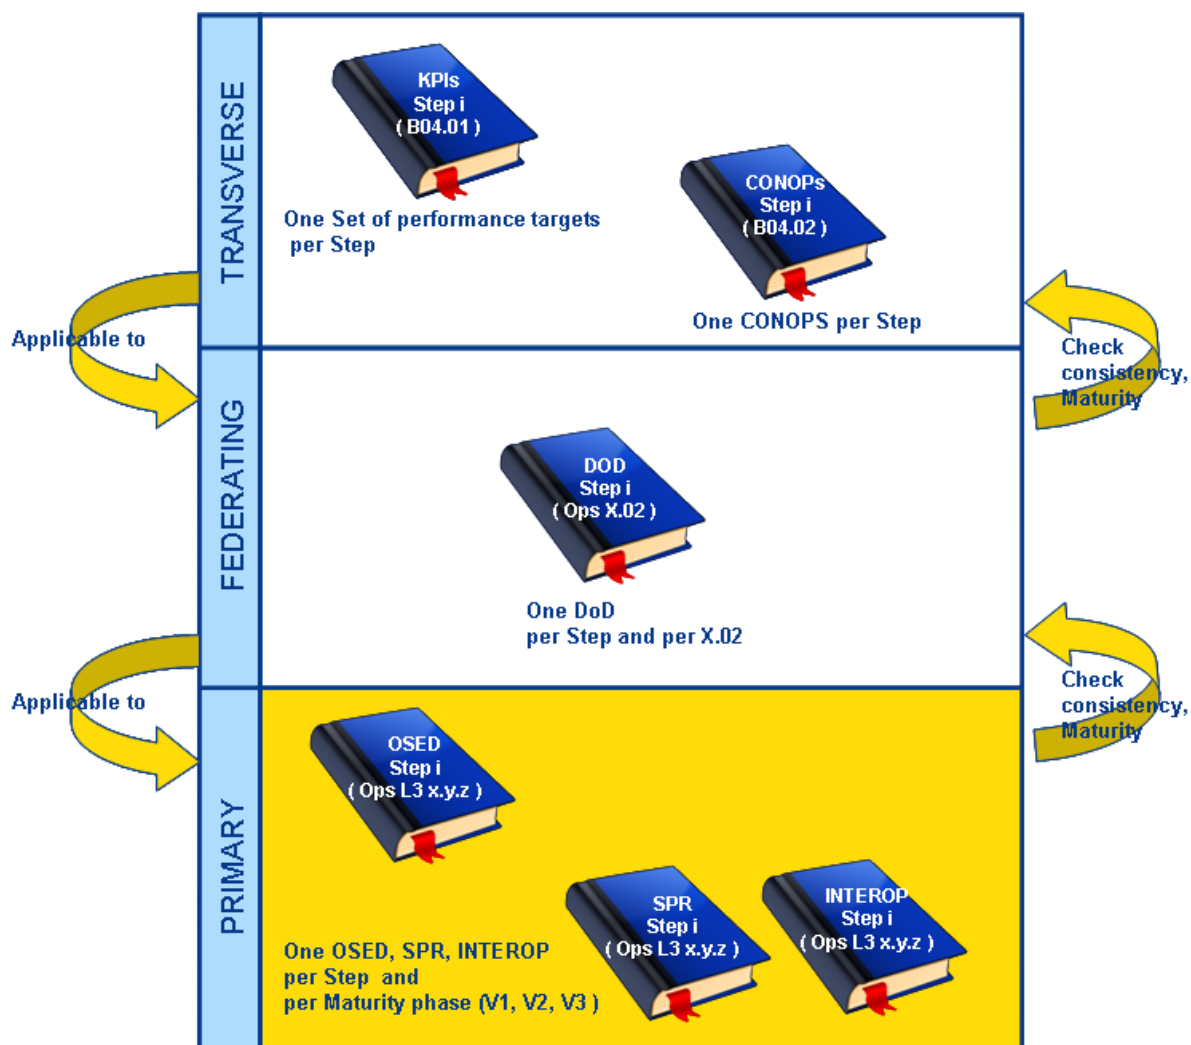 TRANSVERSE
KPIs
Step i
( B04.01 )
One Set of performance targets
per Step
CONOPs
Step i
( B04.02 )
One CONOPS per Step
Applicable to
Check
consistency,
Maturity
FEDERATING
DOD
Step i
( Ops X.02 )
One DoD
per Step and per X.02
Applicable to
Check
consistency,
Maturity
PRIMARY
OSED
Step i
( Ops L3 x.y.z )
SPR
Step i
( Ops L3 x.y.z )
INTEROP
Step i
( Ops L3 x.y.z )
One OSED, SPR, INTEROP
per Step and
per Maturity phase (V1, V2, V3 )